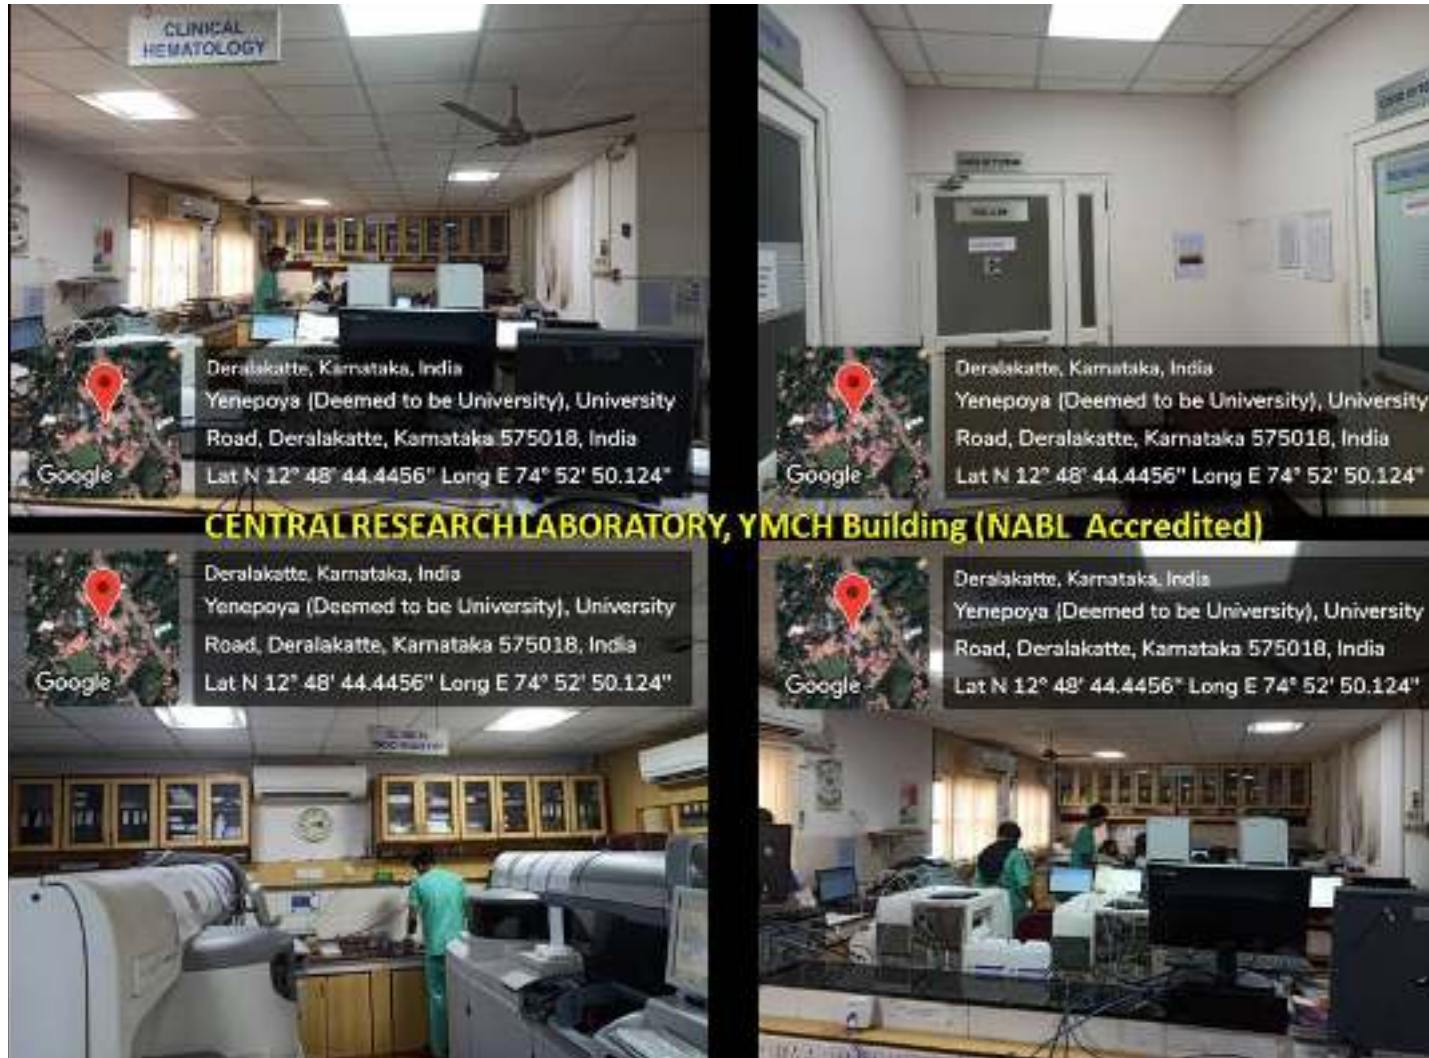 CLINICAL
HEMATOLOGY
Deralakatte, Karnataka, India
Yenepoya (Deemed to be University), University
Road, Deralakatte, Karnataka 575018, India
Lat N 12° 48' 44.4456" Long E 74° 52' 50.124"
Google
Deralakatte, Karnataka, India
Yenepoya (Deemed to be University), University
Road, Deralakatte, Karnataka 575018, India
Lat N 12° 48' 44.4456" Long E 74° 52' 50.124"
Google
CENTRAL RESEARCH LABORATORY, YMCH Building (NABL Accredited)
Deralakatte, Karnataka, India
Yenepoya (Deemed to be University), University
Road, Deralakatte, Karnataka 575018, India
Lat N 12° 48' 44.4456" Long E 74° 52' 50.124"
Google
Deralakatte, Karnataka, India
Yenepoya (Deemed to be University), University
Road, Deralakatte, Karnataka 575018, India
Lat N 12° 48' 44.4456" Long E 74° 52' 50.124"
Google